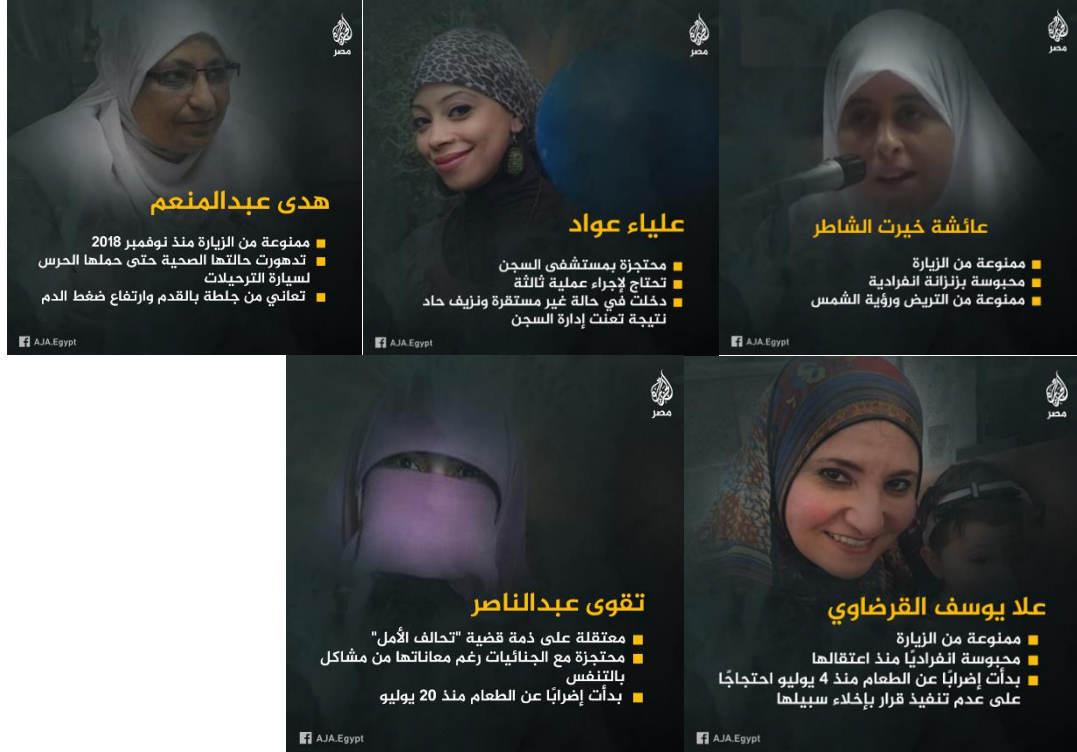 مصر
عائشة خيرت الشاطر
ممنوعة من الزيارة
محبوسة بزنزانة انفرادية
ممنوعة من التريض ورؤية الشمس
AJA.Egypt
مصر
علياء عواد
محتجزة بمستشفى السجن
تحتاج لإجراء عملية ثالثة
دخلت في حالة غير مستقرة ونزيف حاد
نتيجة تعنت إدارة السجن
AJA.Egypt
مصر
هدى عبدالمنعم
ممنوعة من الزيارة منذ نوفمبر 2018
تدهورت حالتها الصحية حتى حملها الحرس
لسيارة الترحيلات
تعاني من جلطة بالقدم وارتفاع ضغط الدم
AJA.Egypt
مصر
علا يوسف القرضاوي
ممنوعة من الزيارة
محبوسة انفراديًا منذ اعتقالها
بدأت إضرابًا عن الطعام منذ 4 يوليو احتجاجًا
على عدم تنفيذ قرار بإخلاء سبيلها
AJA.Egypt
مصر
تقوى عبدالناصر
معتقلة على ذمة قضية "تحالف الأمل"
محتجزة مع الجنائيات رغم معاناتها من مشاكل
بالتنفس
بدأت إضرابًا عن الطعام منذ 20 يوليو
AJA.Egypt